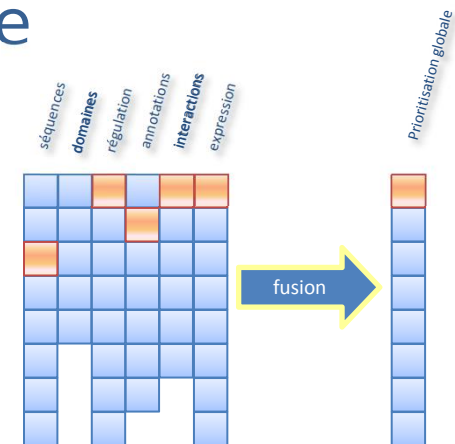 e
séquences
domaines
régulation
annotations
interactions
expression
Prioritisation globale
fusion